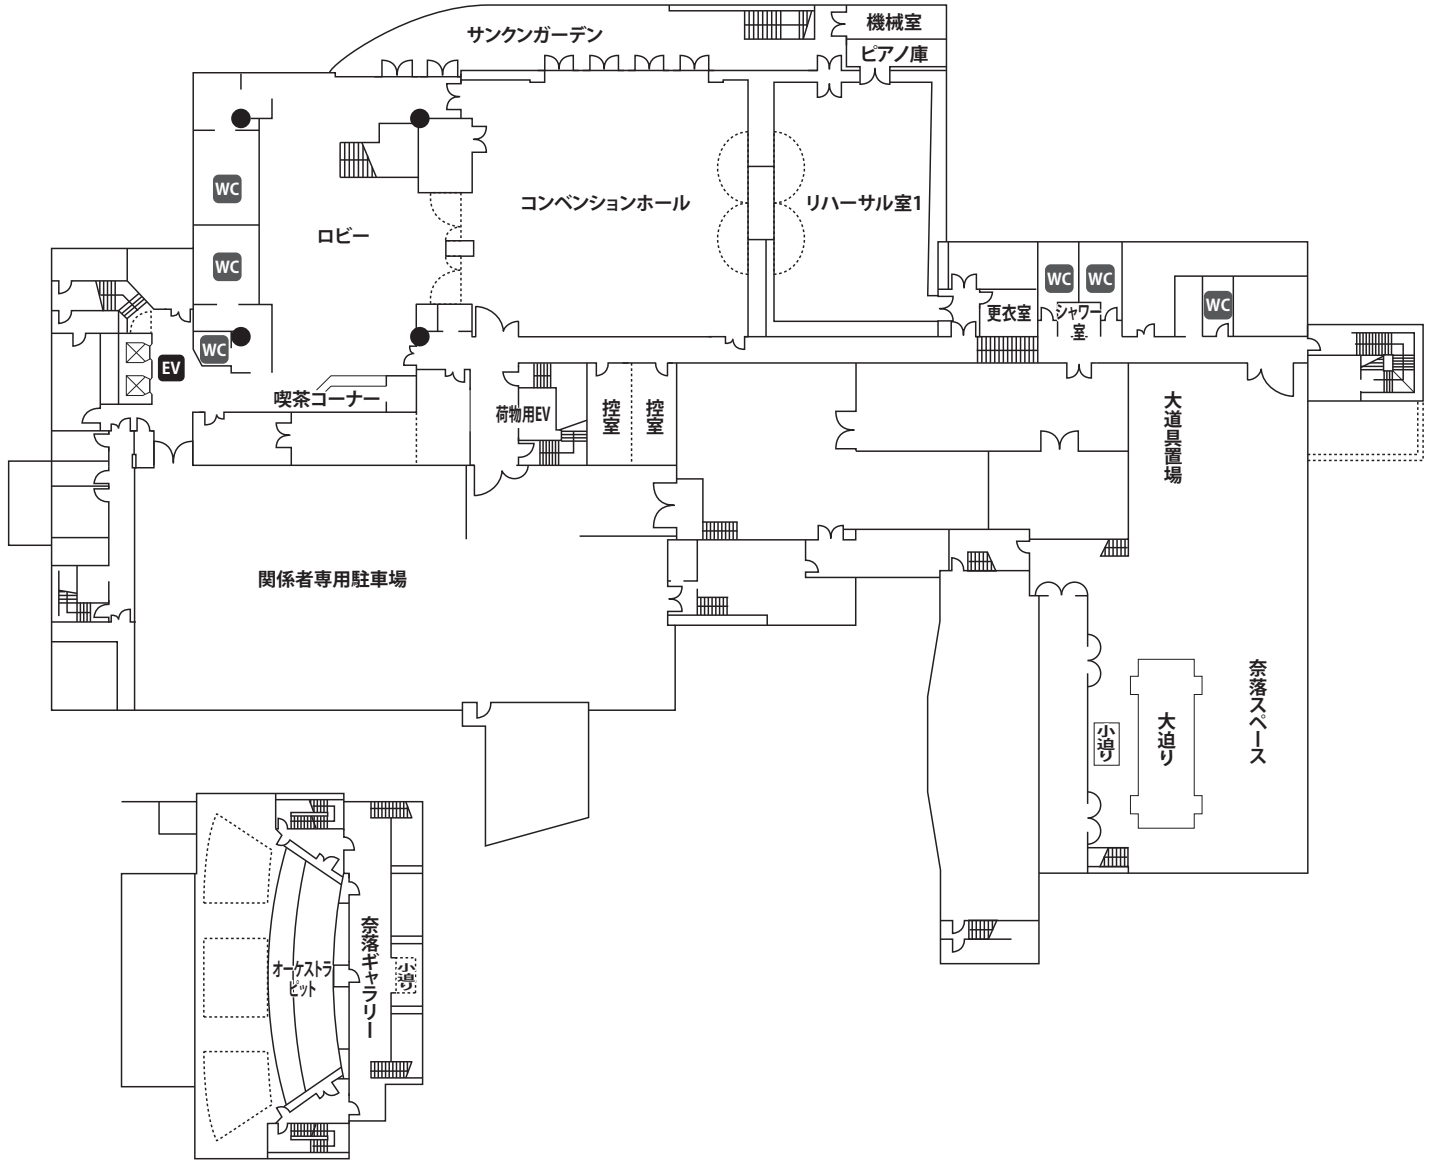 サンクンガーデン
機械室
ピアノ庫
WC
コンベンションホール
リハーサル室1
ロビー
WC
WC
WC
WC
更衣室
シャワー
室
WC
EV
喫茶コーナー
荷物用EV
控室
控室
大道具置場
関係者専用駐車場
奈落スペース
大迫り
小迫り
オーケストラ
ピット
奈落ギャラリー
小迫り